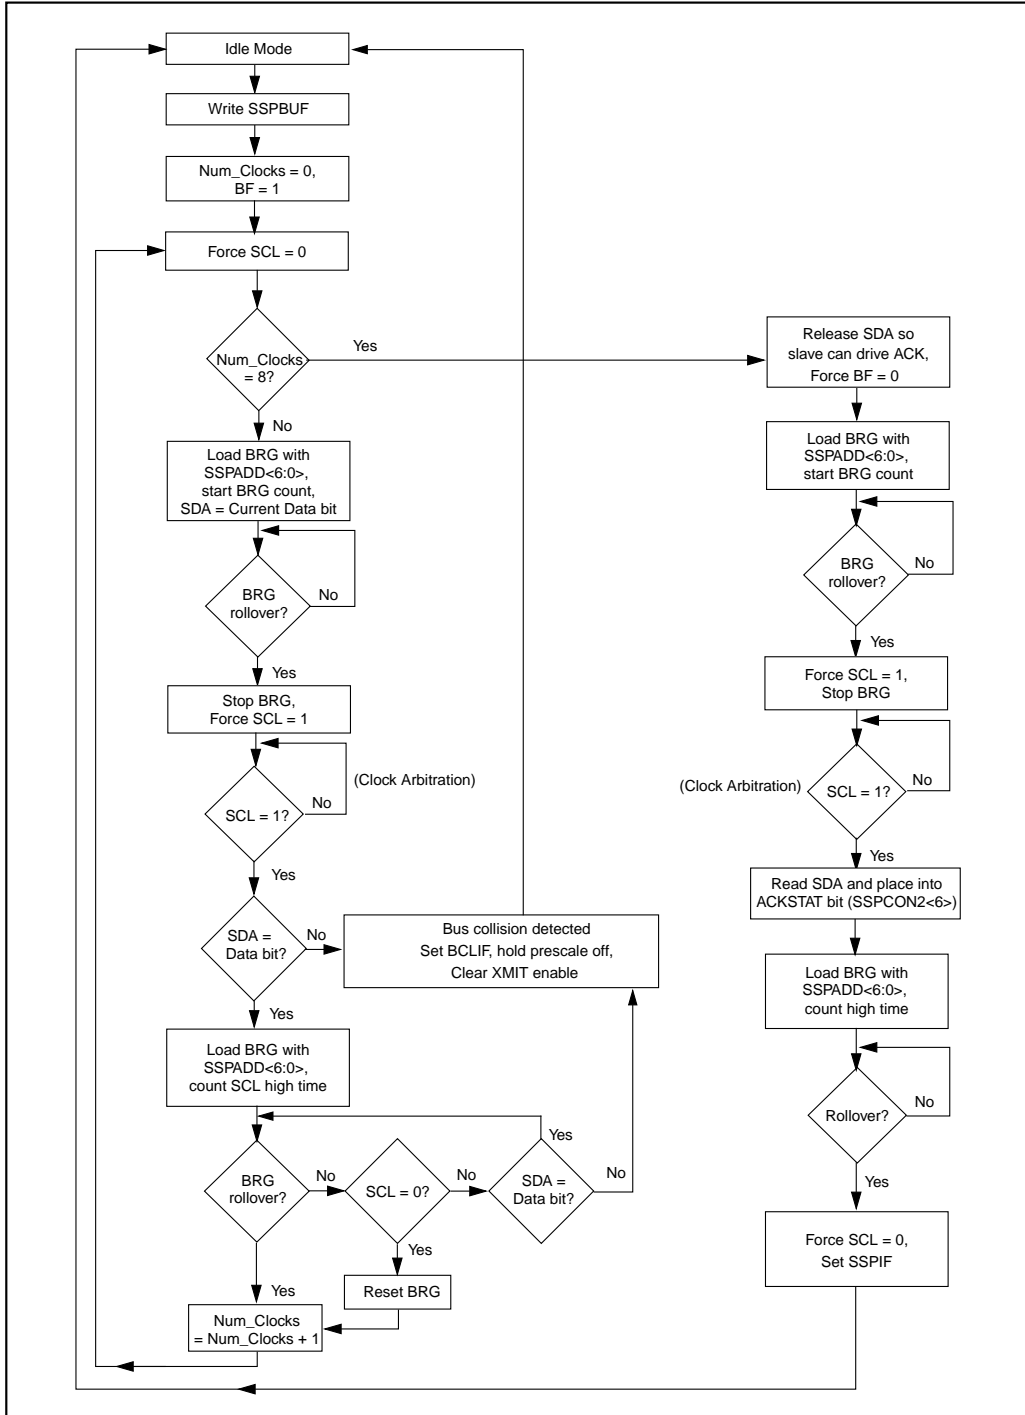 Idle Mode
Write SSPBUF
Num_Clocks = 0,
BF = 1
Force SCL = 0
Num_Clocks
= 8?
Yes
No
Load BRG with
SSPADD<6:0>,
start BRG count,
SDA = Current Data bit
BRG
rollover?
No
Yes
Stop BRG,
Force SCL = 1
(Clock Arbitration)
SCL = 1?
No
Yes
SDA =
Data bit?
No
Bus collision detected
Set BCLIF, hold prescale off,
Clear XMIT enable
Yes
Load BRG with
SSPADD<6:0>,
count SCL high time
BRG
rollover?
No
SCL = 0?
No
SDA =
Data bit?
Yes
No
Yes
Reset BRG
Yes
Num_Clocks
= Num_Clocks + 1
Release SDA so
slave can drive ACK,
Force BF = 0
Load BRG with
SSPADD<6:0>,
start BRG count
BRG
rollover?
No
Yes
Force SCL = 1,
Stop BRG
(Clock Arbitration)
SCL = 1?
No
Yes
Read SDA and place into
ACKSTAT bit (SSPCON2<6>)
Load BRG with
SSPADD<6:0>,
count high time
Rollover?
No
Yes
Force SCL = 0,
Set SSPIF